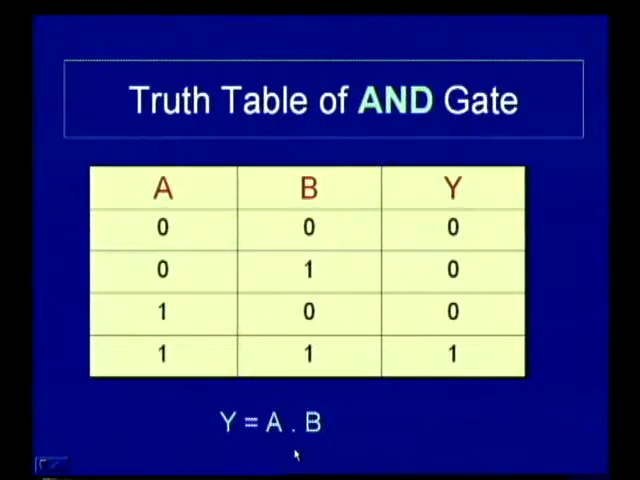 Truth Table of AND Gate
A B Y
0 0 0
0 1 0
1 0 0
1 1 1
Y = A . B